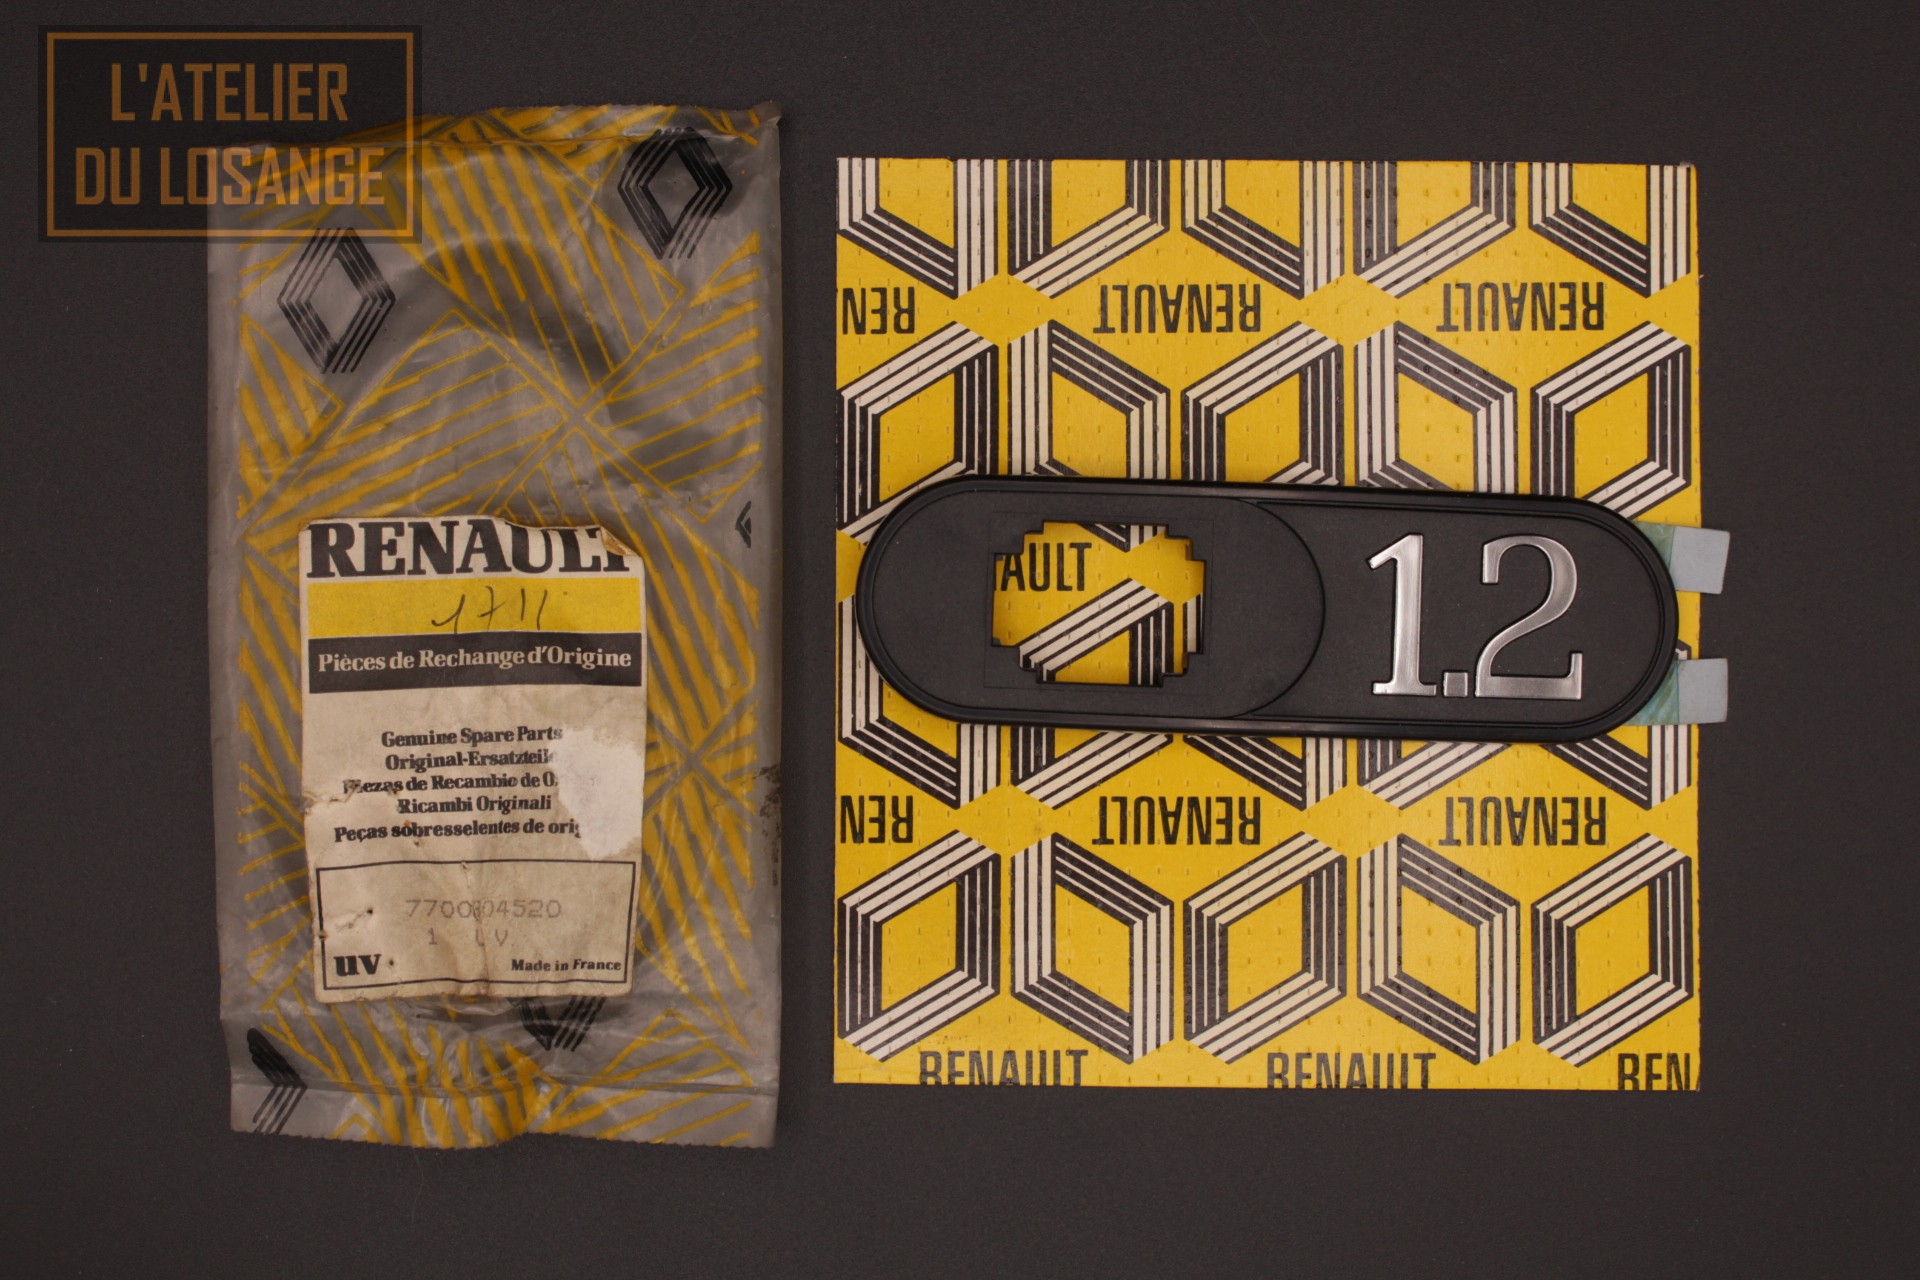 L'ATELIER
DU LOSANGE
RENAULT
1711
Pièces de Rechange d'Origine
Genuine Spare Parts
Original-Ersatzteile
de Recambio de
Ricambi Originali
Peças sobresselentes de
7700804520
1 UV
uv Made in France
REN RENAULT RENAULT
AULT
1.2
REN RENAULT RENAULT
RENAULT RENAULT REN